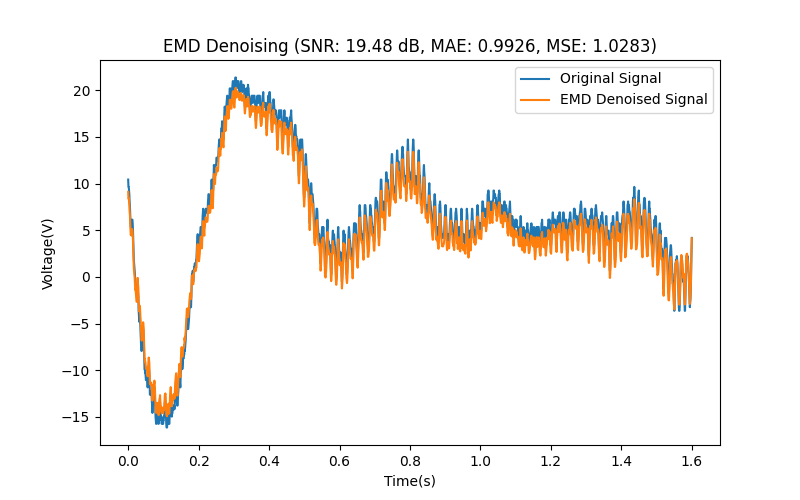 EMD Denoising (SNR: 19.48 dB, MAE: 0.9926, MSE: 1.0283)
Original Signal
EMD Denoised Signal
Voltage(V)
20
15
10
5
0
−5
−10
−15
0.0 0.2 0.4 0.6 0.8 1.0 1.2 1.4 1.6
Time(s)